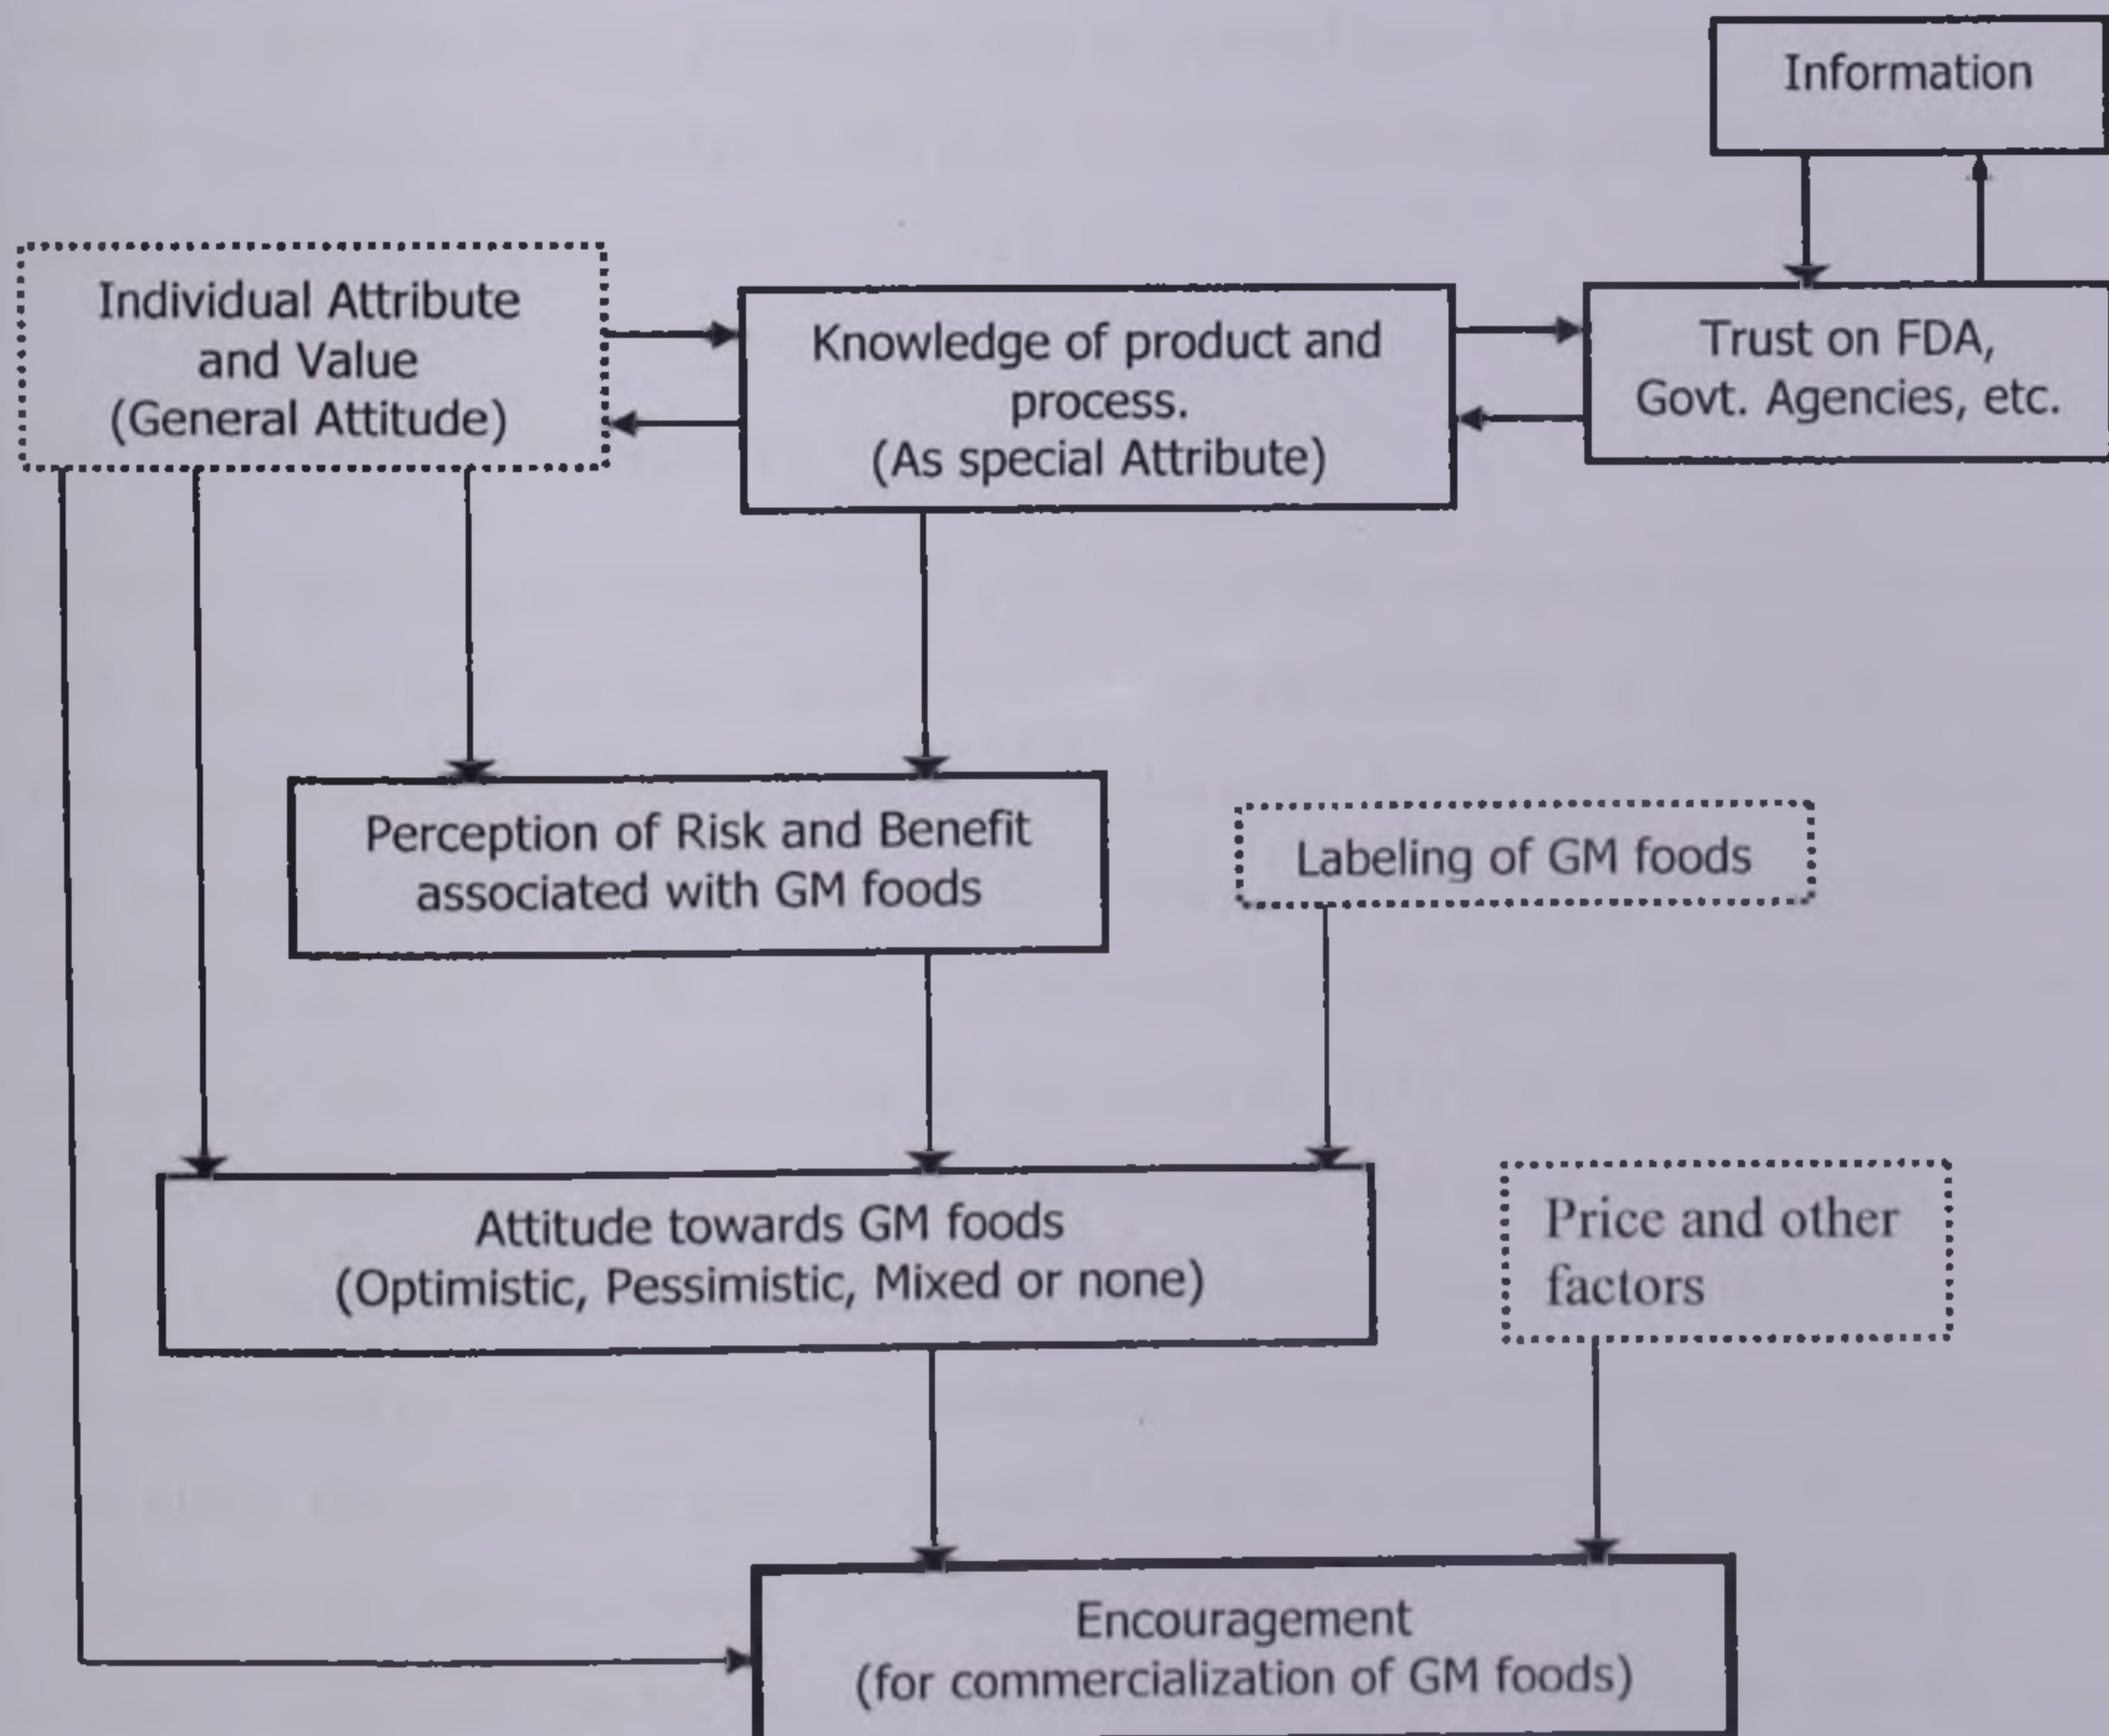 Information
Individual Attribute
and Value
(General Attitude)
Knowledge of product and
process.
(As special Attribute)
Trust on FDA,
Govt. Agencies, etc.
Perception of Risk and Benefit
associated with GM foods
Labeling of GM foods
Attitude towards GM foods
(Optimistic, Pessimistic, Mixed or none)
Price and other
factors
Encouragement
(for commercialization of GM foods)